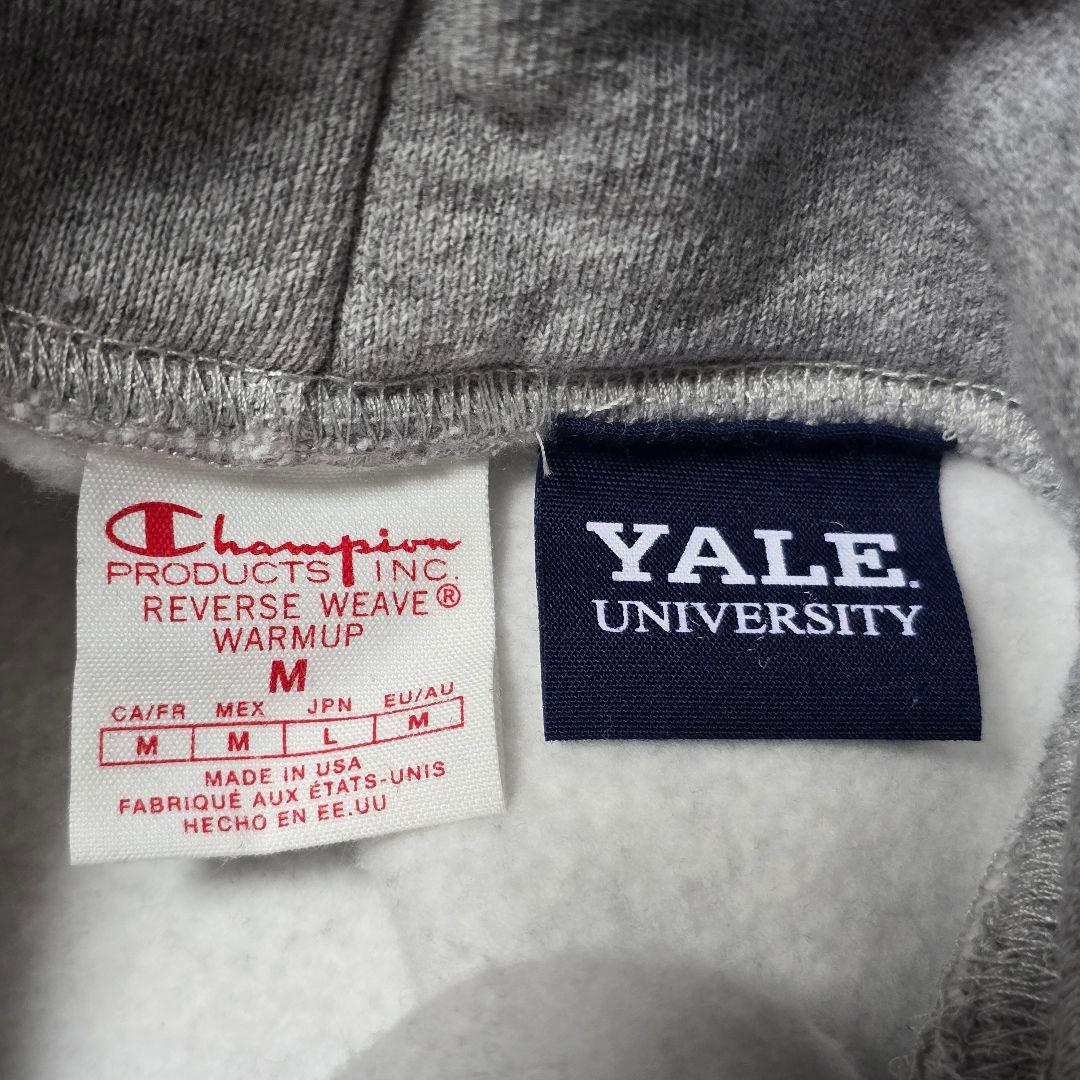 Champion
PRODUCTS INC.
REVERSE WEAVE®
WARMUP
M
CA/FR MEX JPN EU/AU
M M L M
MADE IN USA
FABRIQUÉ AUX ÉTATS-UNIS
HECHO EN EE.UU
YALE.
UNIVERSITY